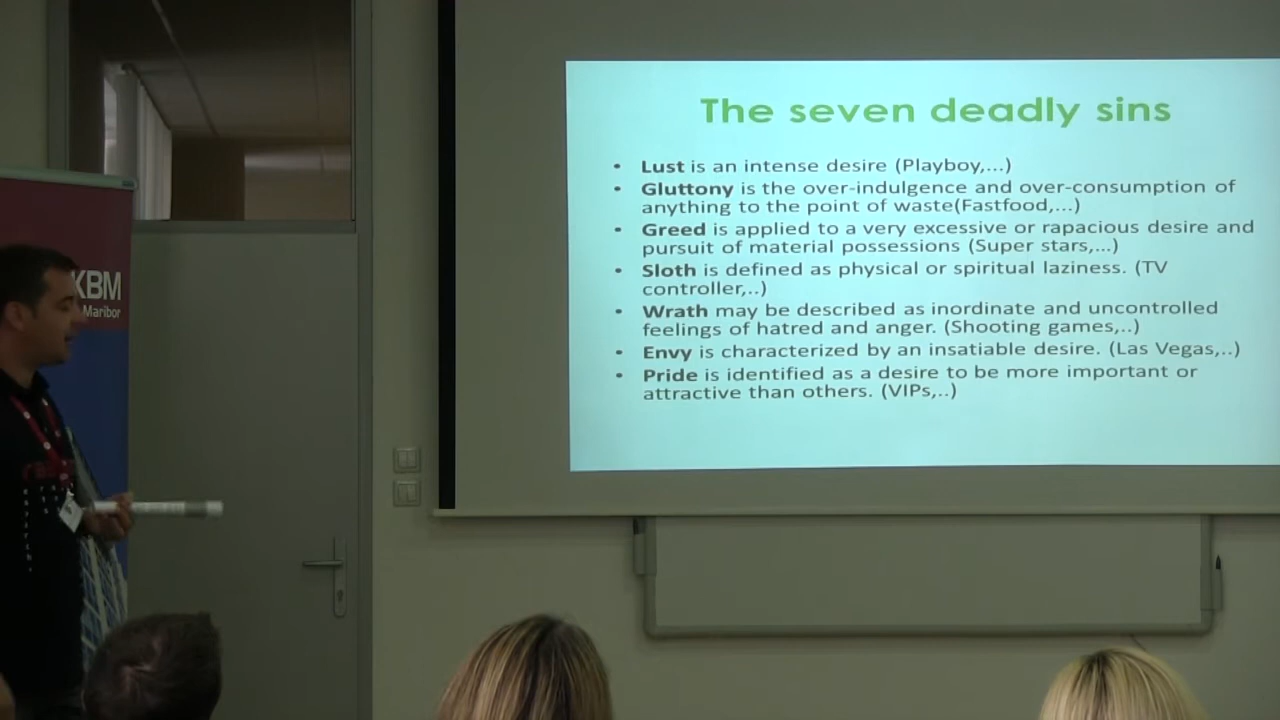 The seven deadly sins
• Lust is an intense desire (Playboy,...)
• Gluttony is the over-indulgence and over-consumption of
anything to the point of waste(Fastfood,...)
• Greed is applied to a very excessive or rapacious desire and
pursuit of material possessions (Super stars,...)
• Sloth is defined as physical or spiritual laziness. (TV
controller,..)
• Wrath may be described as inordinate and uncontrolled
feelings of hatred and anger. (Shooting games,..)
• Envy is characterized by an insatiable desire. (Las Vegas,..)
• Pride is identified as a desire to be more important or
attractive than others. (VIPs,..)
KBM
Maribor